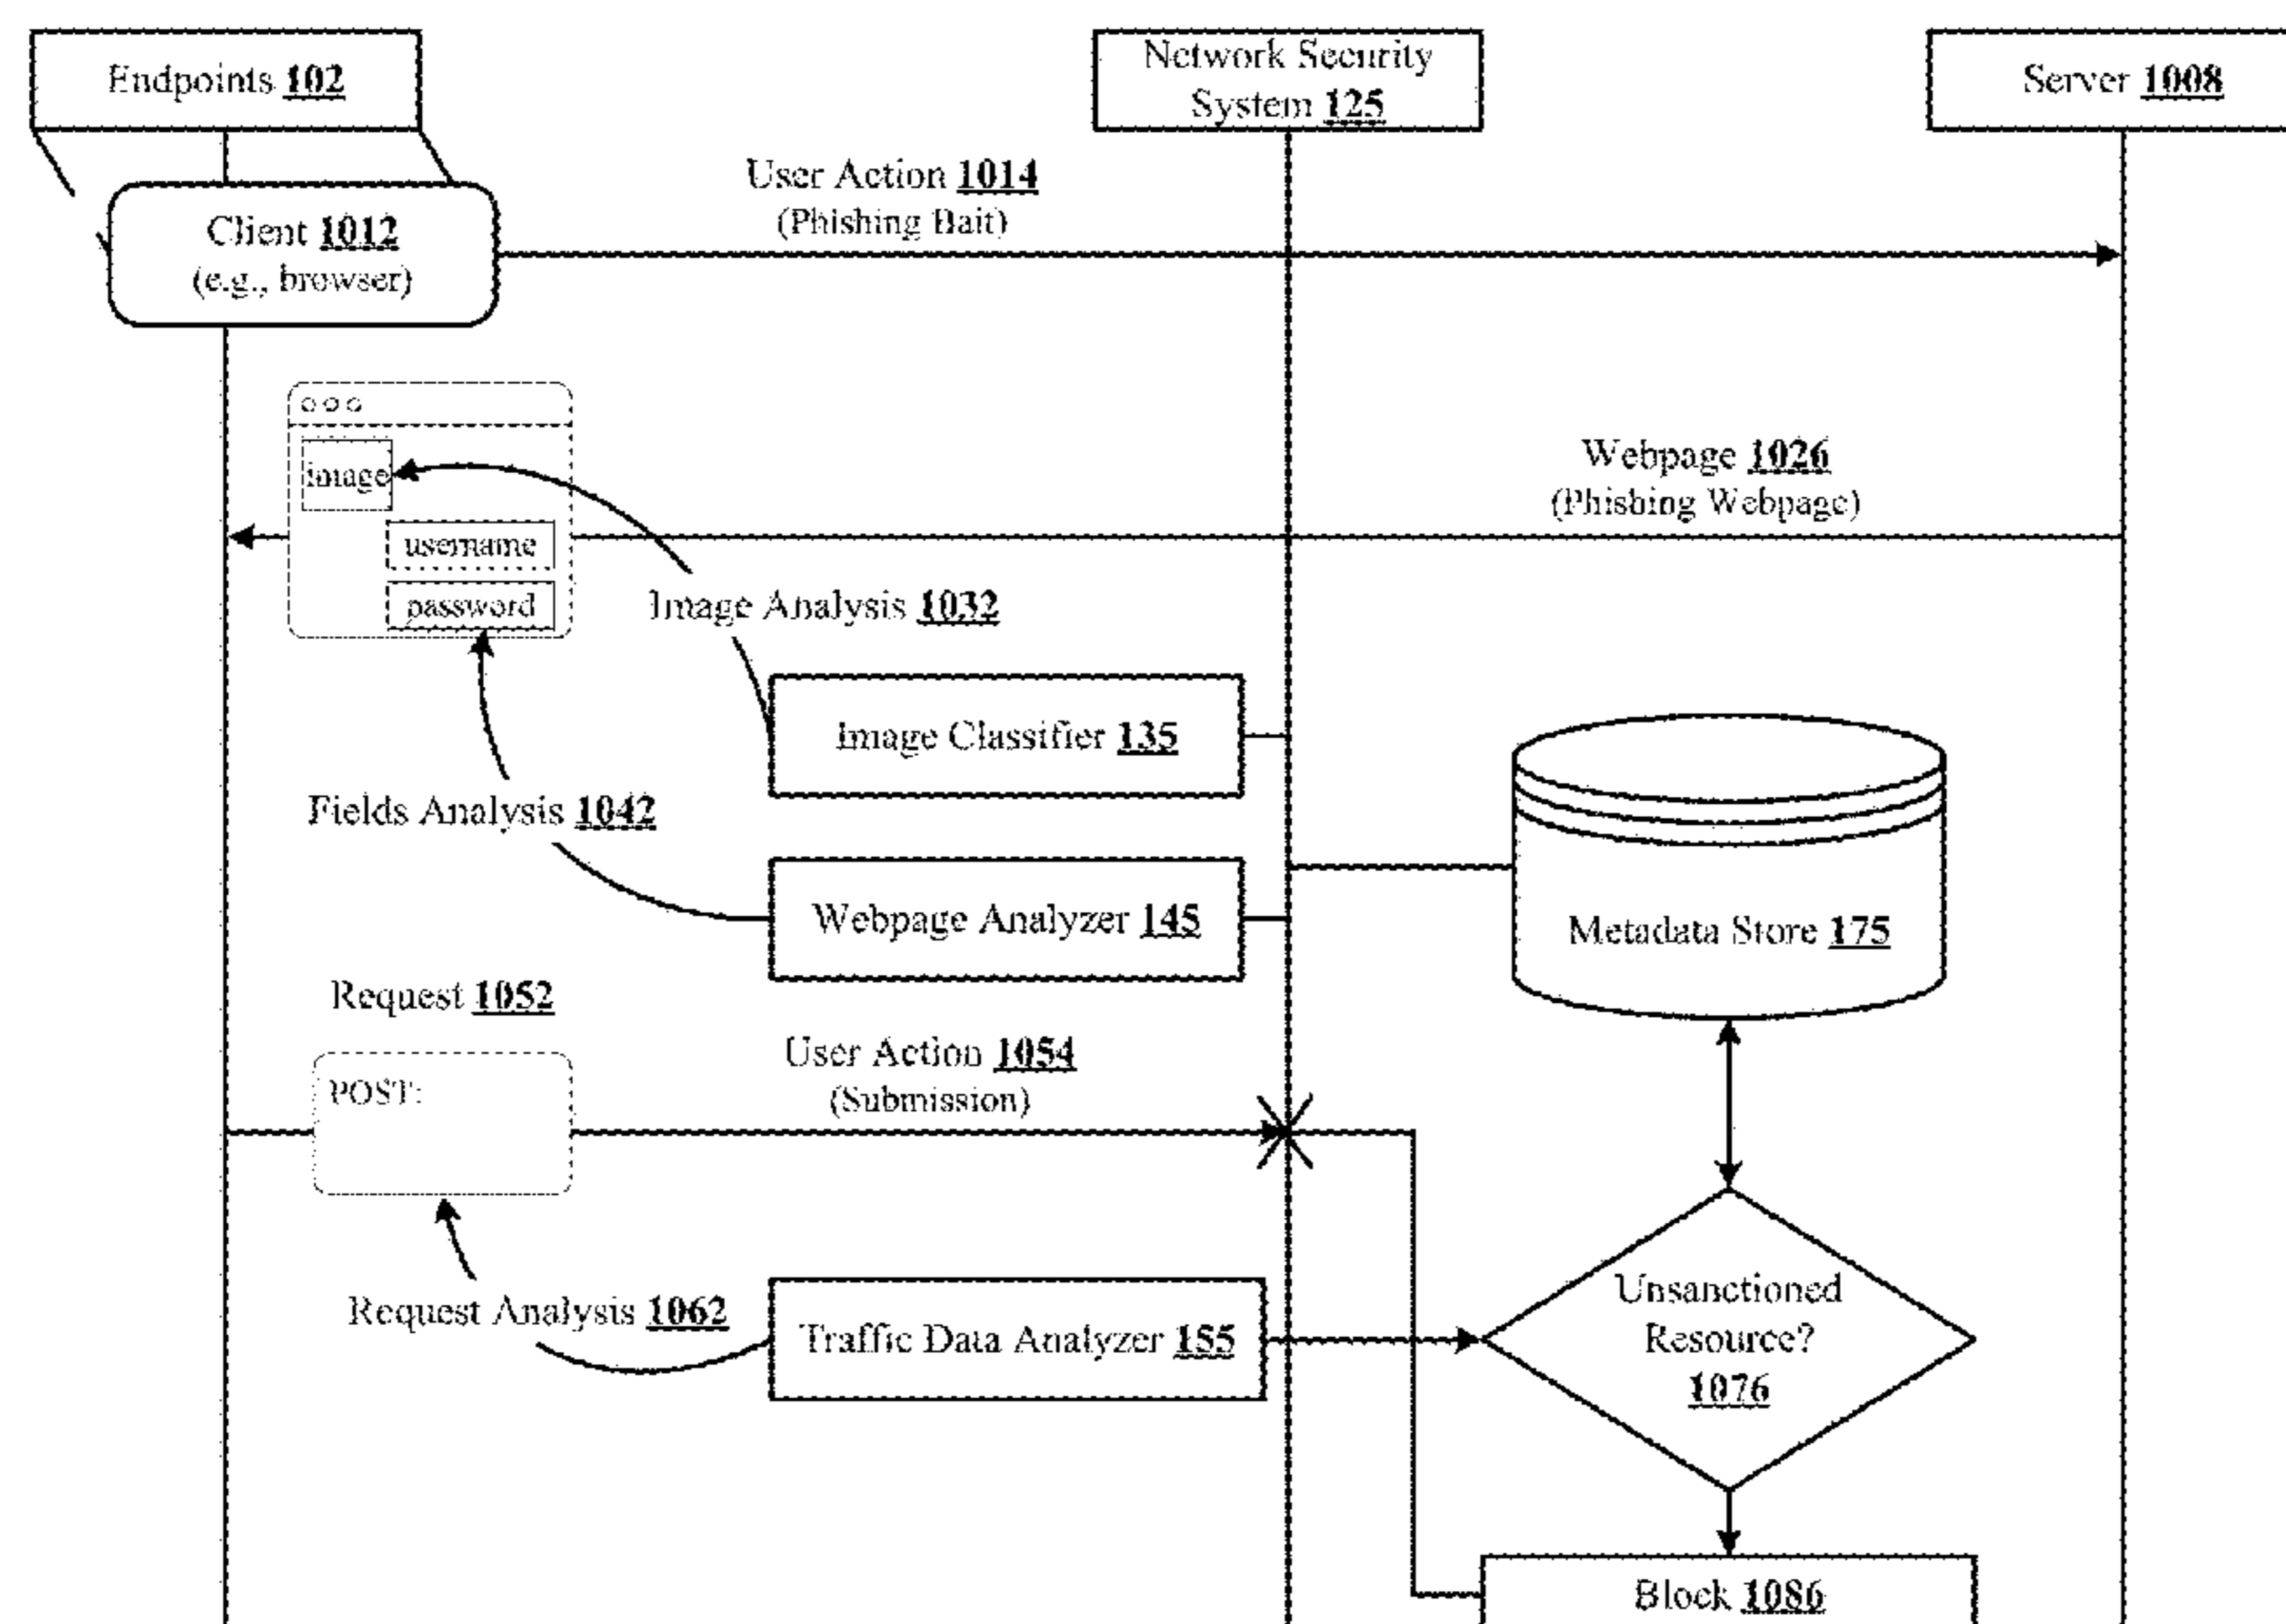 Endpoints 102
Network Security
System 125
Server 1008
User Action 1014
(Phishing Bait)
Client 1012
(e.g., browser)
image
username
password
Webpage 1026
(Phishing Webpage)
Image Analysis 1032
Image Classifier 135
Fields Analysis 1042
Webpage Analyzer 145
Metadata Store 175
Request 1052
POST:
User Action 1054
(Submission)
Request Analysis 1062
Traffic Data Analyzer 155
Unsanctioned
Resource?
1076
Block 1086